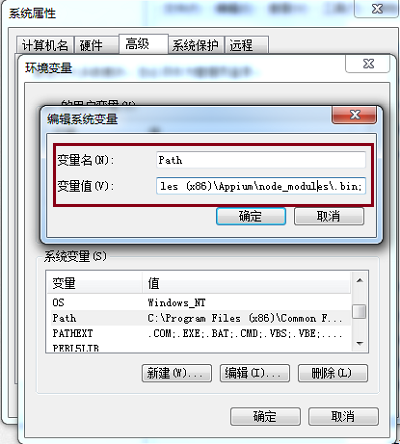 系统属性
计算机名 硬件 高级 系统保护 远程
环境变量
的用户变量(U)
编辑系统变量
变量名(N): Path
变量值(V): les (x86)\Appium\node_modules\.bin;
确定 取消
系统变量(S)
变量 值
OS Windows_NT
Path C:\Program Files (x86)\Common F...
PATHEXT .COM;.EXE;.BAT;.CMD;.VBS;.VBE;....
PERL5LIB
新建(W)... 编辑(I)... 删除(L)
确定 取消